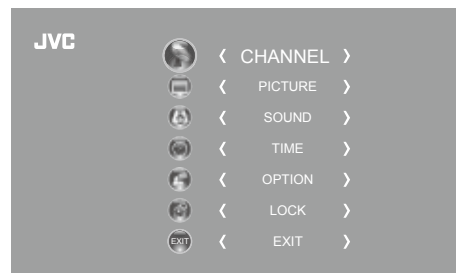 JVC
‹ CHANNEL ›
‹ PICTURE ›
‹ SOUND ›
‹ TIME ›
‹ OPTION ›
‹ LOCK ›
EXIT ‹ EXIT ›